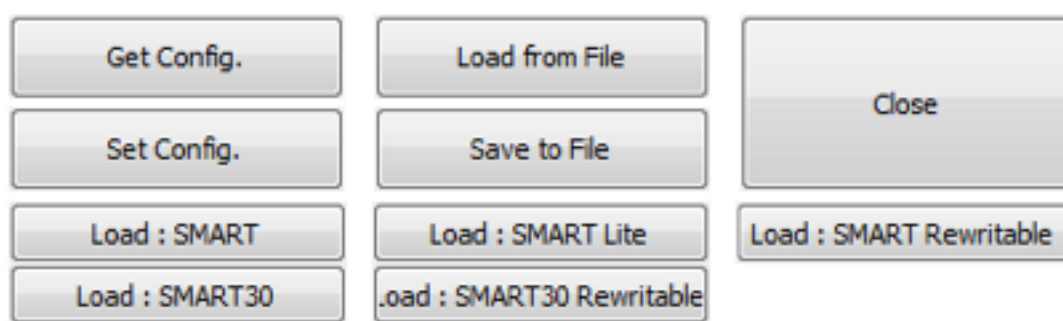 Get Config.
Load from File
Close
Set Config.
Save to File
Load : SMART
Load : SMART Lite
Load : SMART Rewritable
Load : SMART30
.oad : SMART30 Rewritable